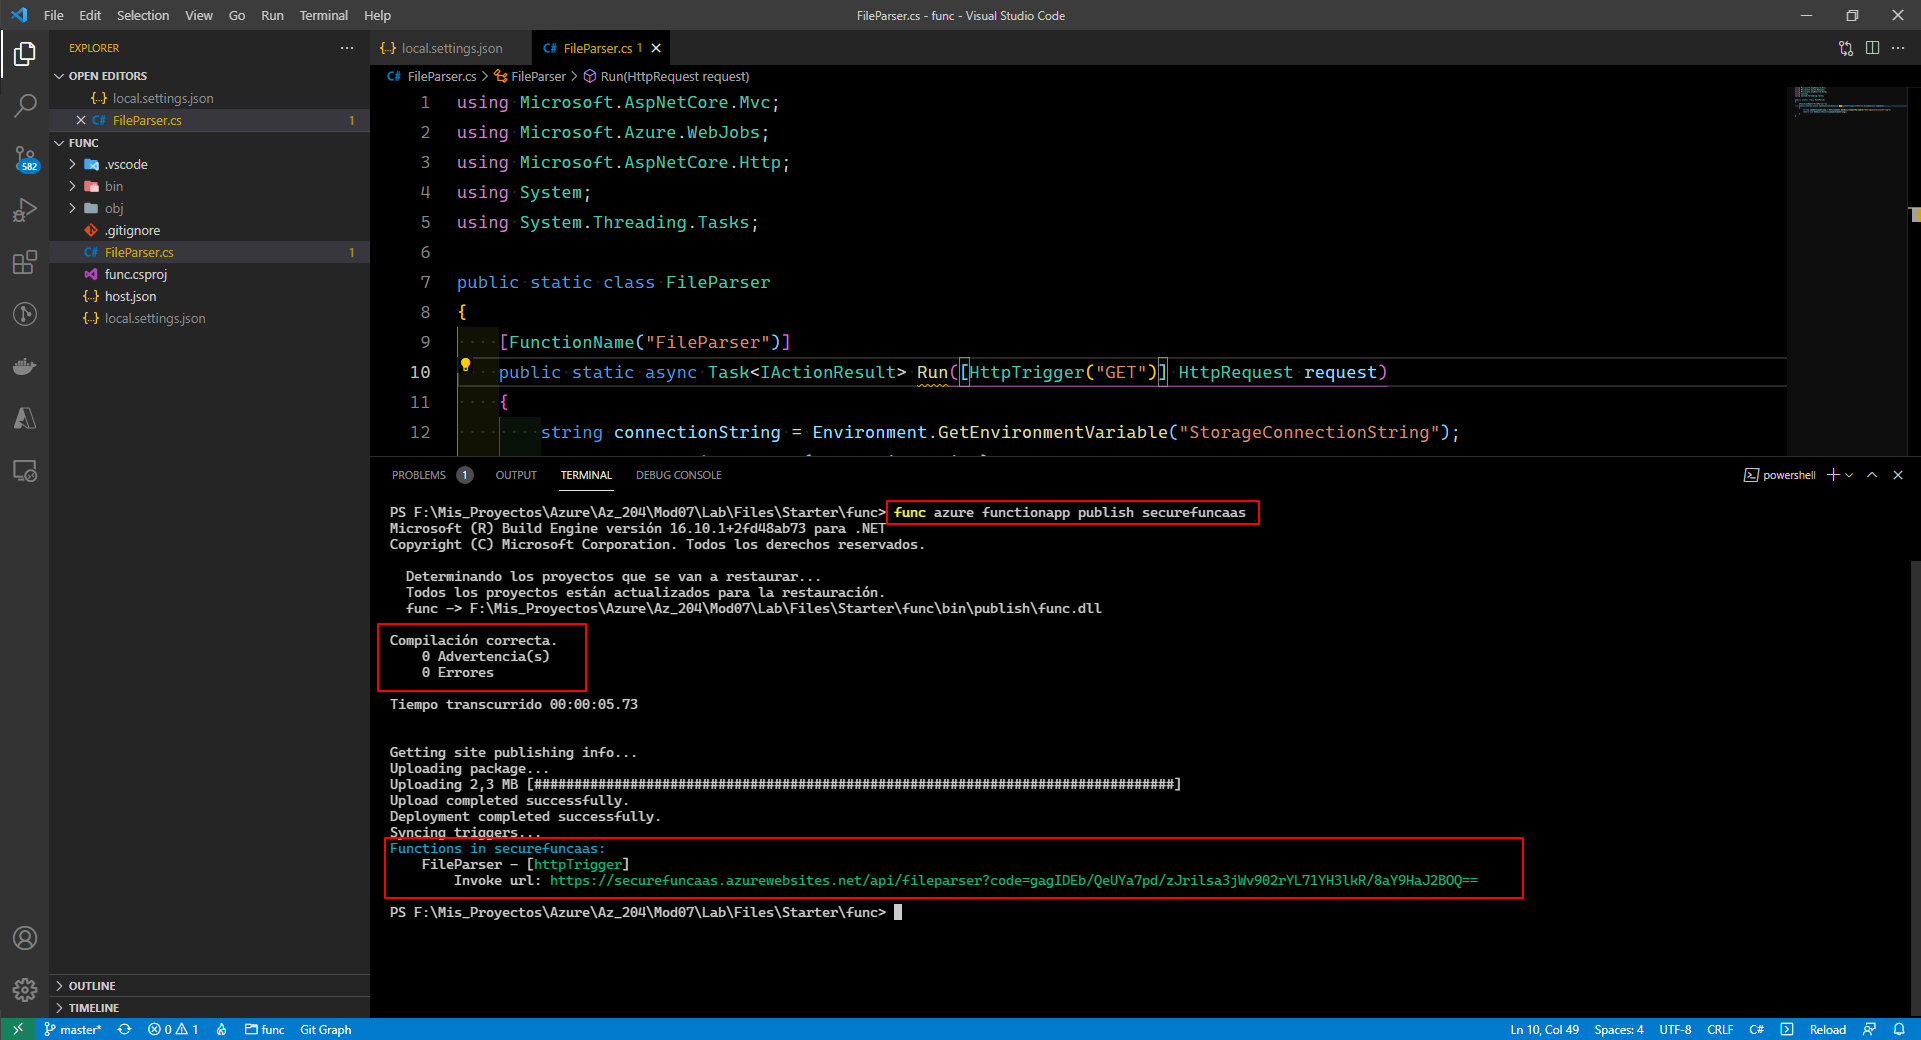 File Edit Selection View Go Run Terminal Help
FileParser.cs - func - Visual Studio Code
EXPLORER
OPEN EDITORS
{..} local.settings.json
C# FileParser.cs 1
FUNC
.vscode
bin
obj
.gitignore
C# FileParser.cs 1
func.csproj
{..} host.json
{..} local.settings.json
OUTLINE
TIMELINE
582
{..} local.settings.json
C# FileParser.cs 1
C# FileParser.cs > FileParser > Run(HttpRequest request)
1 using Microsoft.AspNetCore.Mvc;
2 using Microsoft.Azure.WebJobs;
3 using Microsoft.AspNetCore.Http;
4 using System;
5 using System.Threading.Tasks;
6
7 public static class FileParser
8 {
9 [FunctionName("FileParser")]
10 public static async Task<IActionResult> Run([HttpTrigger("GET")] HttpRequest request)
11 {
12 string connectionString = Environment.GetEnvironmentVariable("StorageConnectionString");
PROBLEMS 1 OUTPUT TERMINAL DEBUG CONSOLE
powershell
PS F:\Mis_Proyectos\Azure\Az_204\Mod07\Lab\Files\Starter\func> func azure functionapp publish securefuncaas
Microsoft (R) Build Engine versión 16.10.1+2fd48ab73 para .NET
Copyright (C) Microsoft Corporation. Todos los derechos reservados.
Determinando los proyectos que se van a restaurar...
Todos los proyectos están actualizados para la restauración.
func -> F:\Mis_Proyectos\Azure\Az_204\Mod07\Lab\Files\Starter\func\bin\publish\func.dll
Compilación correcta.
0 Advertencia(s)
0 Errores
Tiempo transcurrido 00:00:05.73
Getting site publishing info...
Uploading package...
Uploading 2,3 MB [################################################################################]
Upload completed successfully.
Deployment completed successfully.
Syncing triggers...
Functions in securefuncaas:
FileParser - [httpTrigger]
Invoke url: https://securefuncaas.azurewebsites.net/api/fileparser?code=gagIDEb/QeUYa7pd/zJrilsa3jWv902rYL71YH3lkR/8aY9HaJ2BOQ==
PS F:\Mis_Proyectos\Azure\Az_204\Mod07\Lab\Files\Starter\func>
master* 0 1 func Git Graph
Ln 10, Col 49 Spaces: 4 UTF-8 CRLF C# Reload